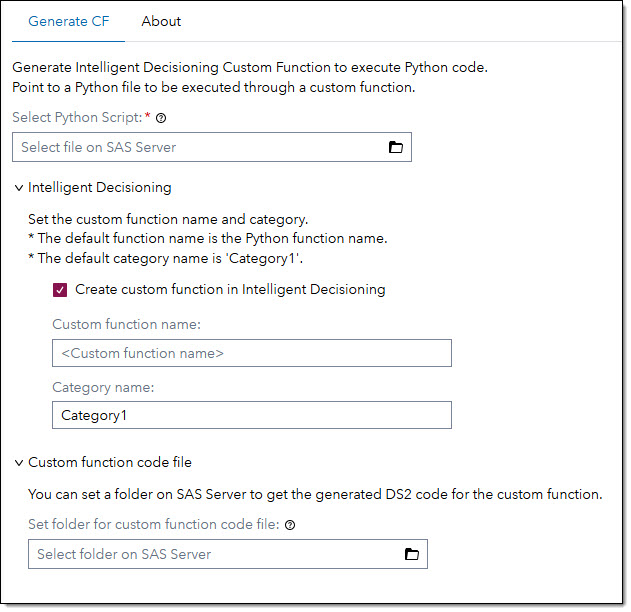 Generate CF About
Generate Intelligent Decisioning Custom Function to execute Python code.
Point to a Python file to be executed through a custom function.
Select Python Script: *
Select file on SAS Server
Intelligent Decisioning
Set the custom function name and category.
* The default function name is the Python function name.
* The default category name is 'Category1'.
Create custom function in Intelligent Decisioning
Custom function name:
<Custom function name>
Category name:
Category1
Custom function code file
You can set a folder on SAS Server to get the generated DS2 code for the custom function.
Set folder for custom function code file:
Select folder on SAS Server